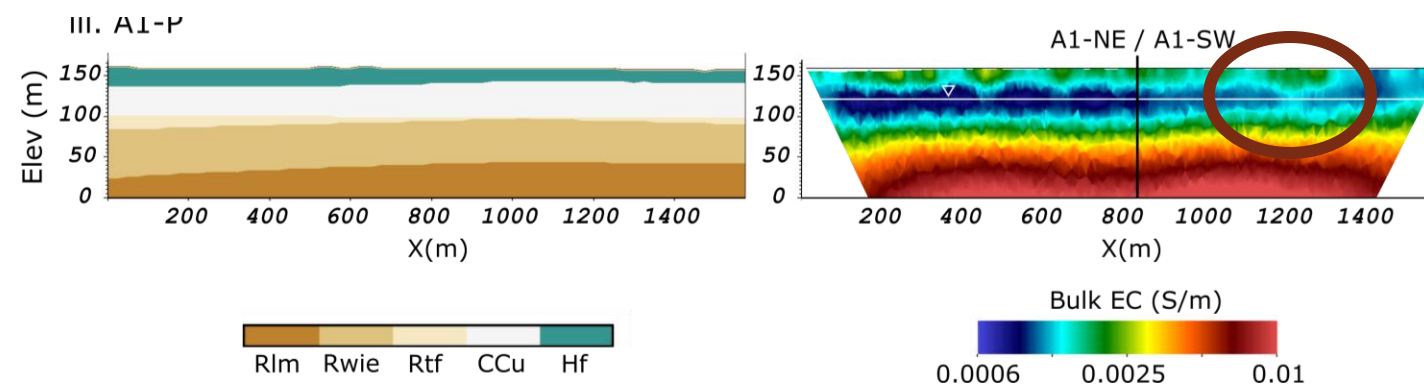 III. A1-P
A1-NE / A1-SW
Elev (m)
150
100
50
0
200 400 600 800 1000 1200 1400
X(m)
150
100
50
0
200 400 600 800 1000 1200 1400
X(m)
Rlm Rwie Rtf CCu Hf
Bulk EC (S/m)
0.0006 0.0025 0.01